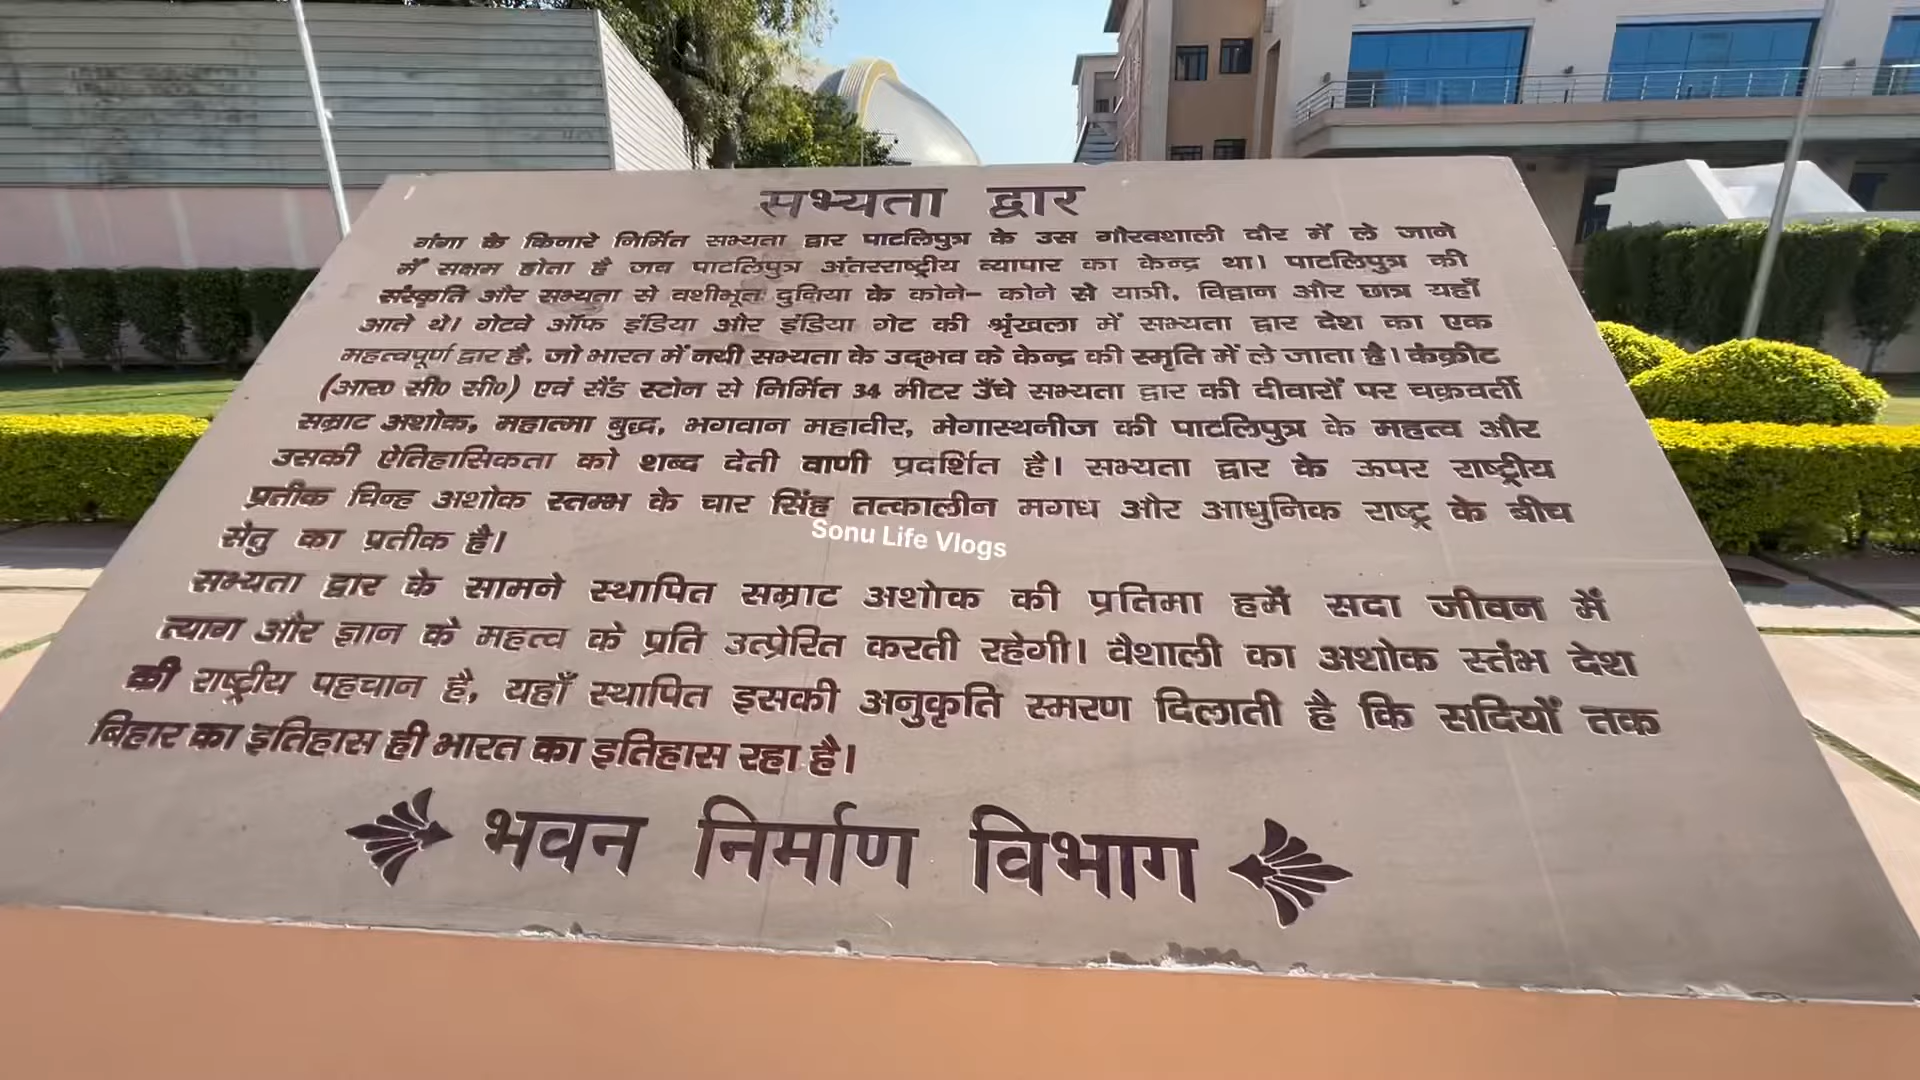 सभ्यता द्वार
गंगा के किनारे निर्मित सभ्यता द्वार पाटलिपुत्र के उस गौरवशाली दौर में ले जाने
में सक्षम होता है जब पाटलिपुत्र अंतरराष्ट्रीय व्यापार का केन्द्र था। पाटलिपुत्र की
संस्कृति और सभ्यता से वशीभूत दुनिया के कोने- कोने से यात्री, विद्वान और छात्र यहाँ
आते थे। गेटवे ऑफ इंडिया और इंडिया गेट की श्रृंखला में सभ्यता द्वार देश का एक
महत्वपूर्ण द्वार है, जो भारत में नयी सभ्यता के उद्भव के केन्द्र की स्मृति में ले जाता है। कंक्रीट
(आर० सी० सी०) एवं सैंड स्टोन से निर्मित 34 मीटर उँचे सभ्यता द्वार की दीवारों पर चक्रवर्ती
सम्राट अशोक, महात्मा बुद्ध, भगवान महावीर, मेगास्थनीज की पाटलिपुत्र के महत्व और
उसकी ऐतिहासिकता को शब्द देती वाणी प्रदर्शित है। सभ्यता द्वार के ऊपर राष्ट्रीय
प्रतीक चिन्ह अशोक स्तम्भ के चार सिंह तत्कालीन मगध और आधुनिक राष्ट्र के बीच
सेतु का प्रतीक है।
Sonu Life Vlogs
सभ्यता द्वार के सामने स्थापित सम्राट अशोक की प्रतिमा हमें सदा जीवन में
त्याग और ज्ञान के महत्व के प्रति उत्प्रेरित करती रहेगी। वैशाली का अशोक स्तंभ देश
की राष्ट्रीय पहचान है, यहाँ स्थापित इसकी अनुकृति स्मरण दिलाती है कि सदियों तक
बिहार का इतिहास ही भारत का इतिहास रहा है।
भवन निर्माण विभाग